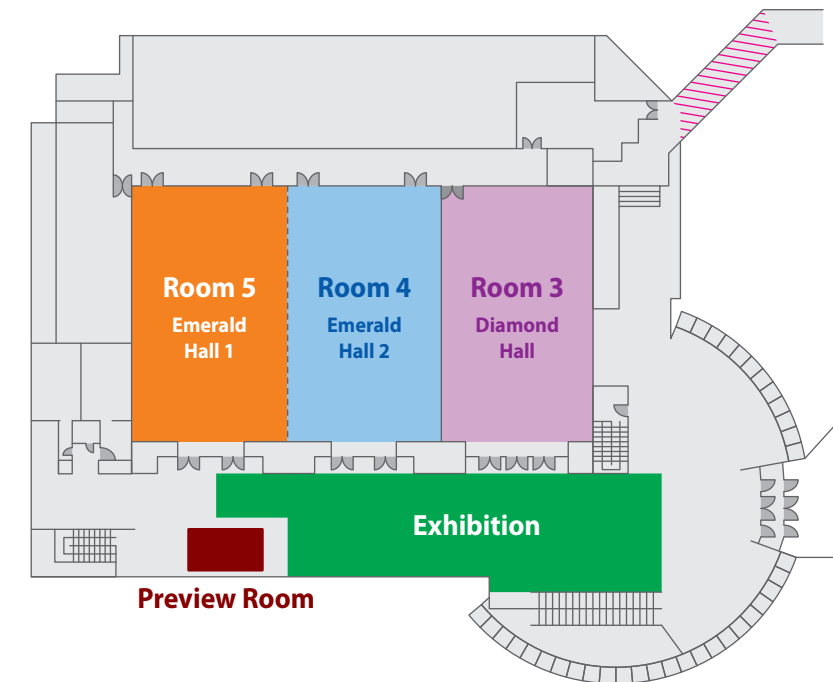 Room 5
Emerald
Hall 1
Room 4
Emerald
Hall 2
Room 3
Diamond
Hall
Exhibition
Preview Room